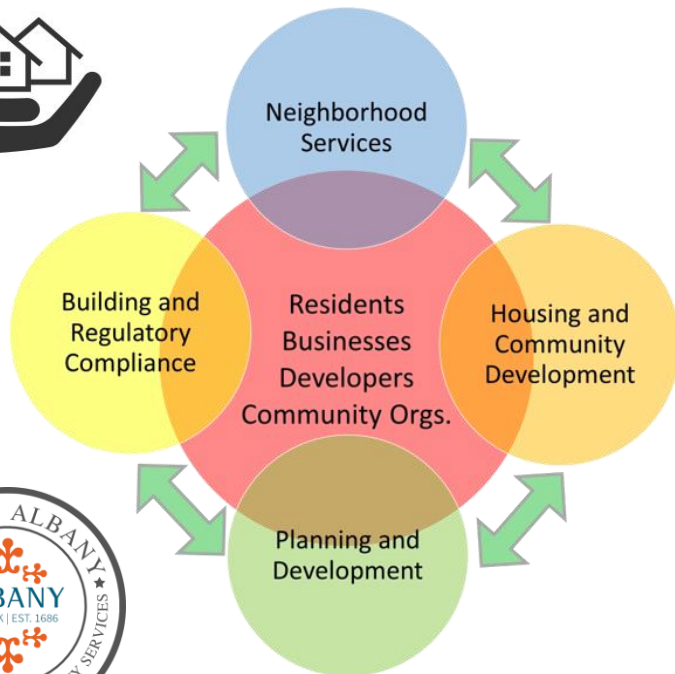 Neighborhood
Services
Building and
Regulatory
Compliance
Residents
Businesses
Developers
Community Orgs.
Housing and
Community
Development
Planning and
Development
ALBANY
BANY
EST. 1686
SERVICES